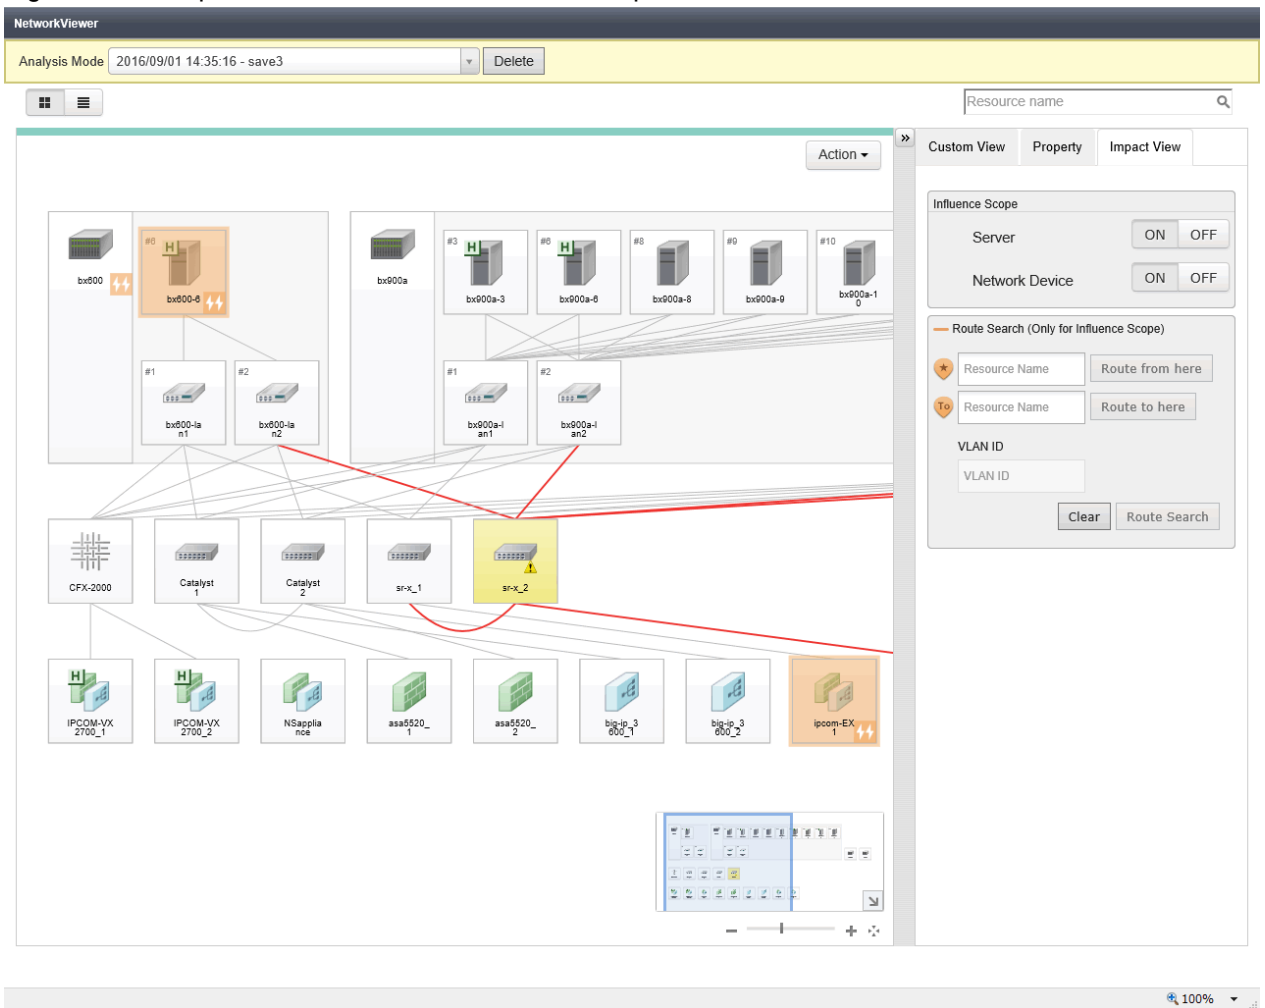 NetworkViewer
Analysis Mode 2016/09/01 14:35:16 - save3 Delete
Resource name
Action
Custom View Property Impact View
Influence Scope
Server ON OFF
Network Device ON OFF
Route Search (Only for Influence Scope)
Resource Name Route from here
To Resource Name Route to here
VLAN ID
VLAN ID
Clear Route Search
bx600
#6 H
bx600-6
bx900a
#3 H
bx900a-3
#6 H
bx900a-6
#8
bx900a-8
#9
bx900a-9
#10
bx900a-1
0
#1
bx600-la
n1
#2
bx600-la
n2
#1
bx900a-l
an1
#2
bx900a-l
an2
CFX-2000
Catalyst
1
Catalyst
2
sr-x_1
sr-x_2
H
IPCOM-VX
2700_1
H
IPCOM-VX
2700_2
NSapplia
nce
asa5520_
1
asa5520_
2
big-ip_3
600_1
big-ip_3
600_2
ipcom-EX
1
100%